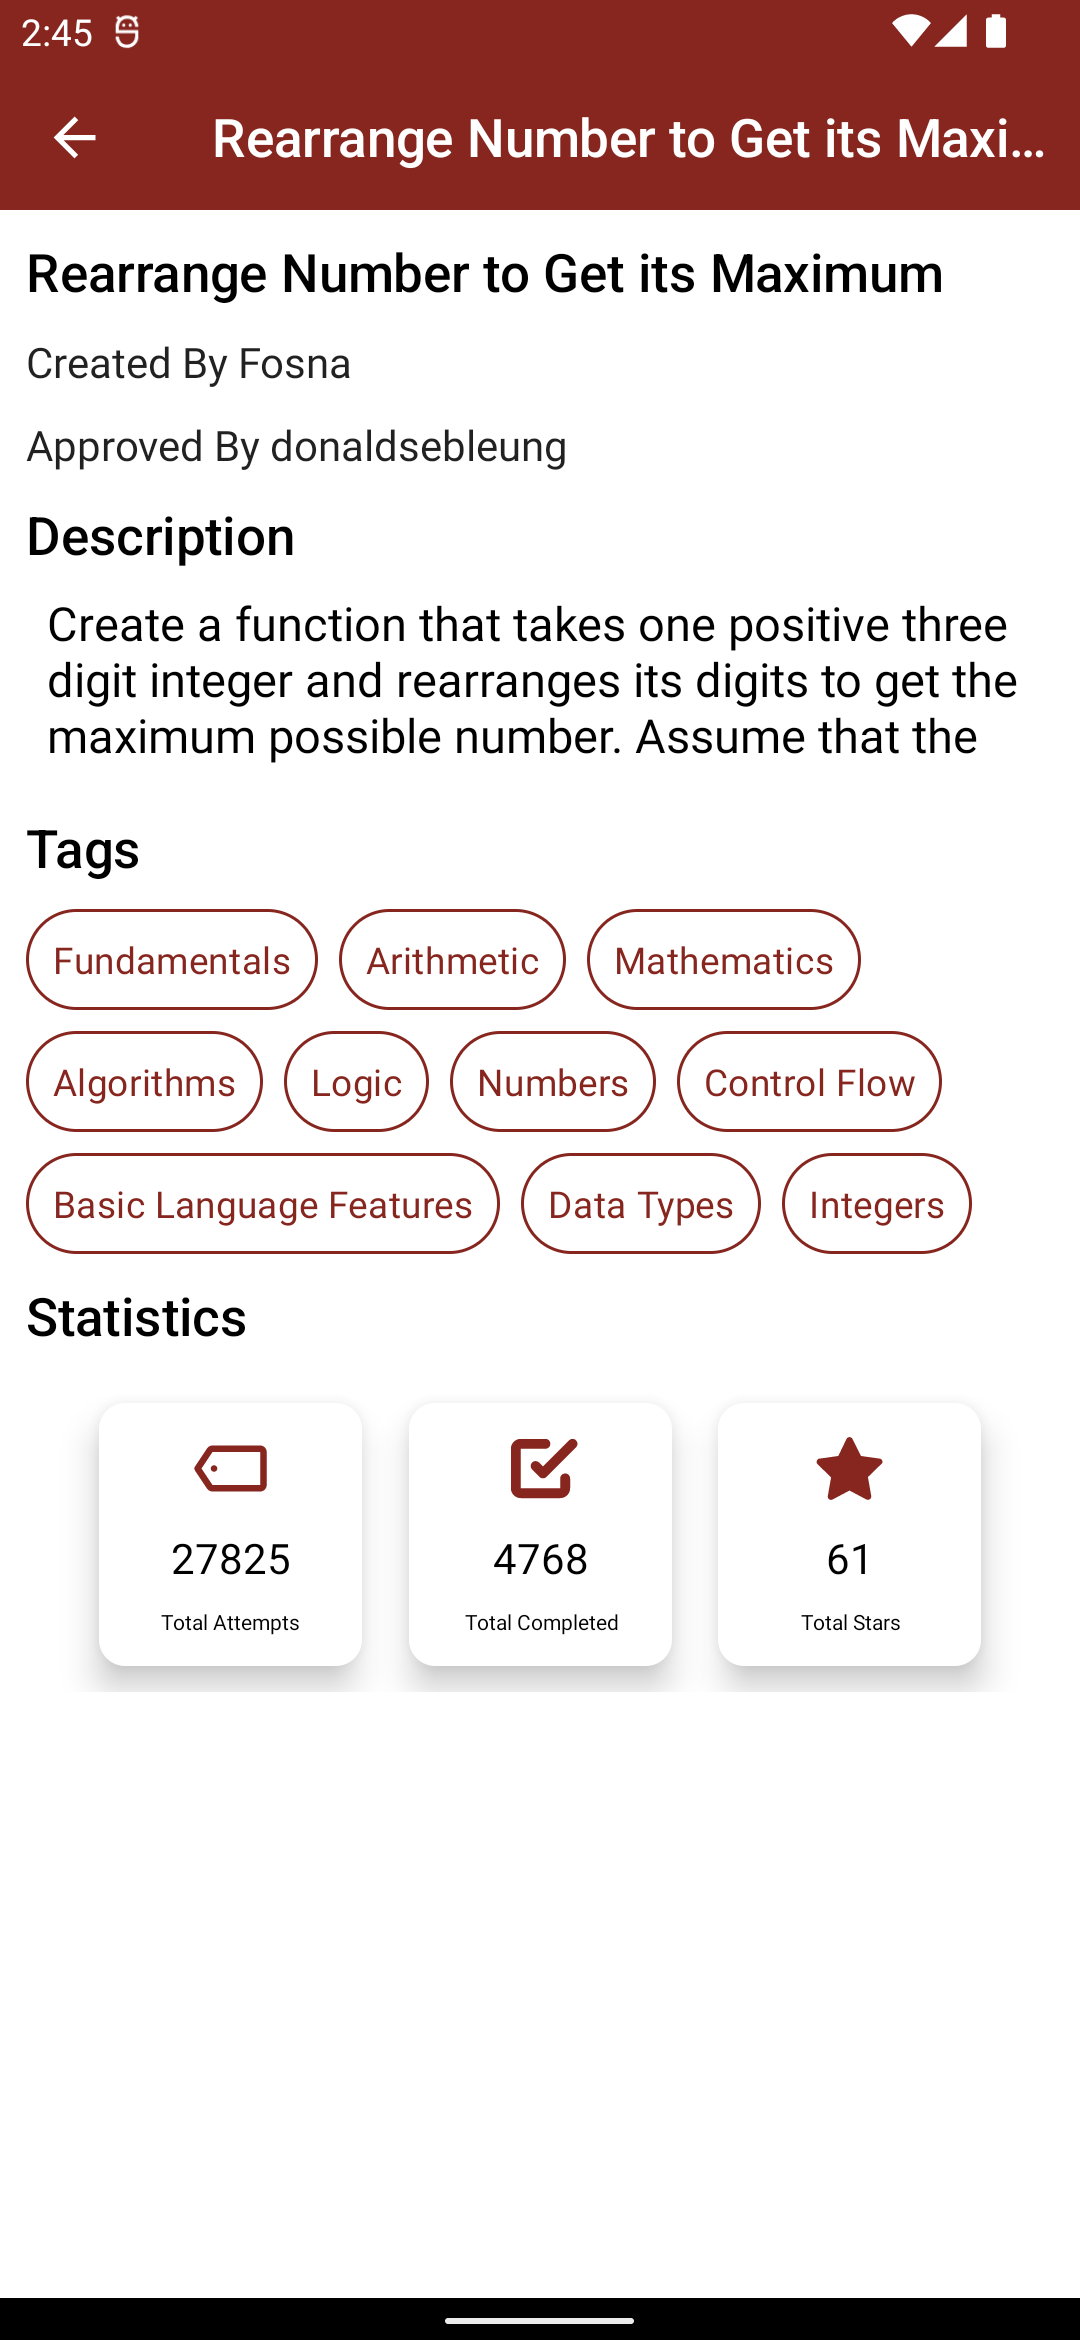 2:45
Rearrange Number to Get its Maxi...
Rearrange Number to Get its Maximum
Created By Fosna
Approved By donaldsebleung
Description
Create a function that takes one positive three
digit integer and rearranges its digits to get the
maximum possible number. Assume that the
Tags
Fundamentals Arithmetic Mathematics
Algorithms Logic Numbers Control Flow
Basic Language Features Data Types Integers
Statistics
27825 4768 61
Total Attempts Total Completed Total Stars